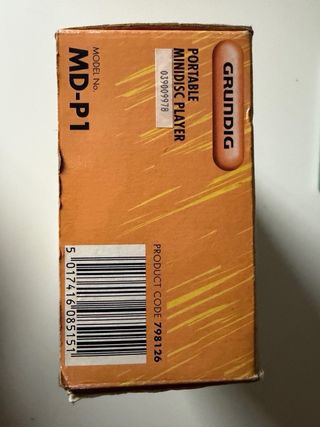 GRUNDIG
PORTABLE
MINIDISC PLAYER
039009978
MODEL No.
MD-P1
PRODUCT CODE 798126
5 017416 085151